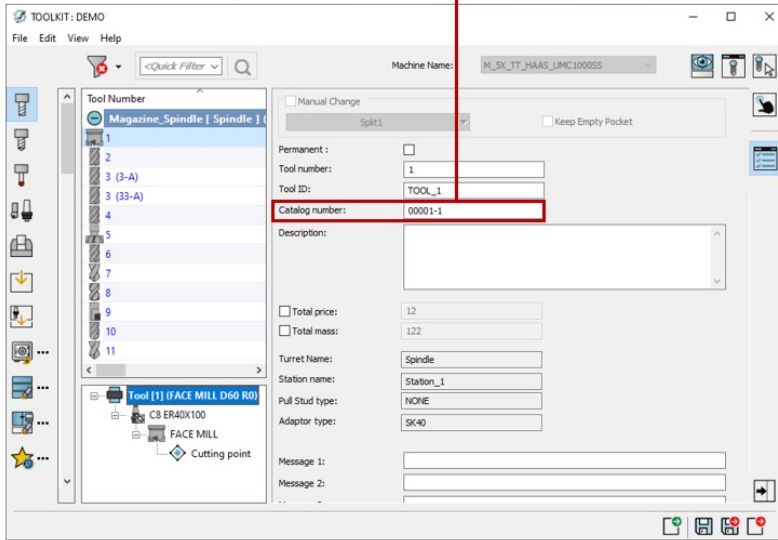 TOOLKIT : DEMO
File Edit View Help
<Quick Filter
Machine Name:
M_5X_TT_HAAS_UMC1000SS
Tool Number
Magazine_Spindle [ Spindle ] (
1
2
3 (3-A)
3 (33-A)
4
5
6
7
8
9
10
11
Tool [1] (FACE MILL D60 R0)
C8 ER40X100
FACE MILL
Cutting point
Manual Change
Split1
Keep Empty Pocket
Permanent :
Tool number: 1
Tool ID: TOOL_1
Catalog number: 00001-1
Description:
Total price: 12
Total mass: 122
Turret Name: Spindle
Station name: Station_1
Pull Stud type: NONE
Adaptor type: SK40
Message 1:
Message 2: